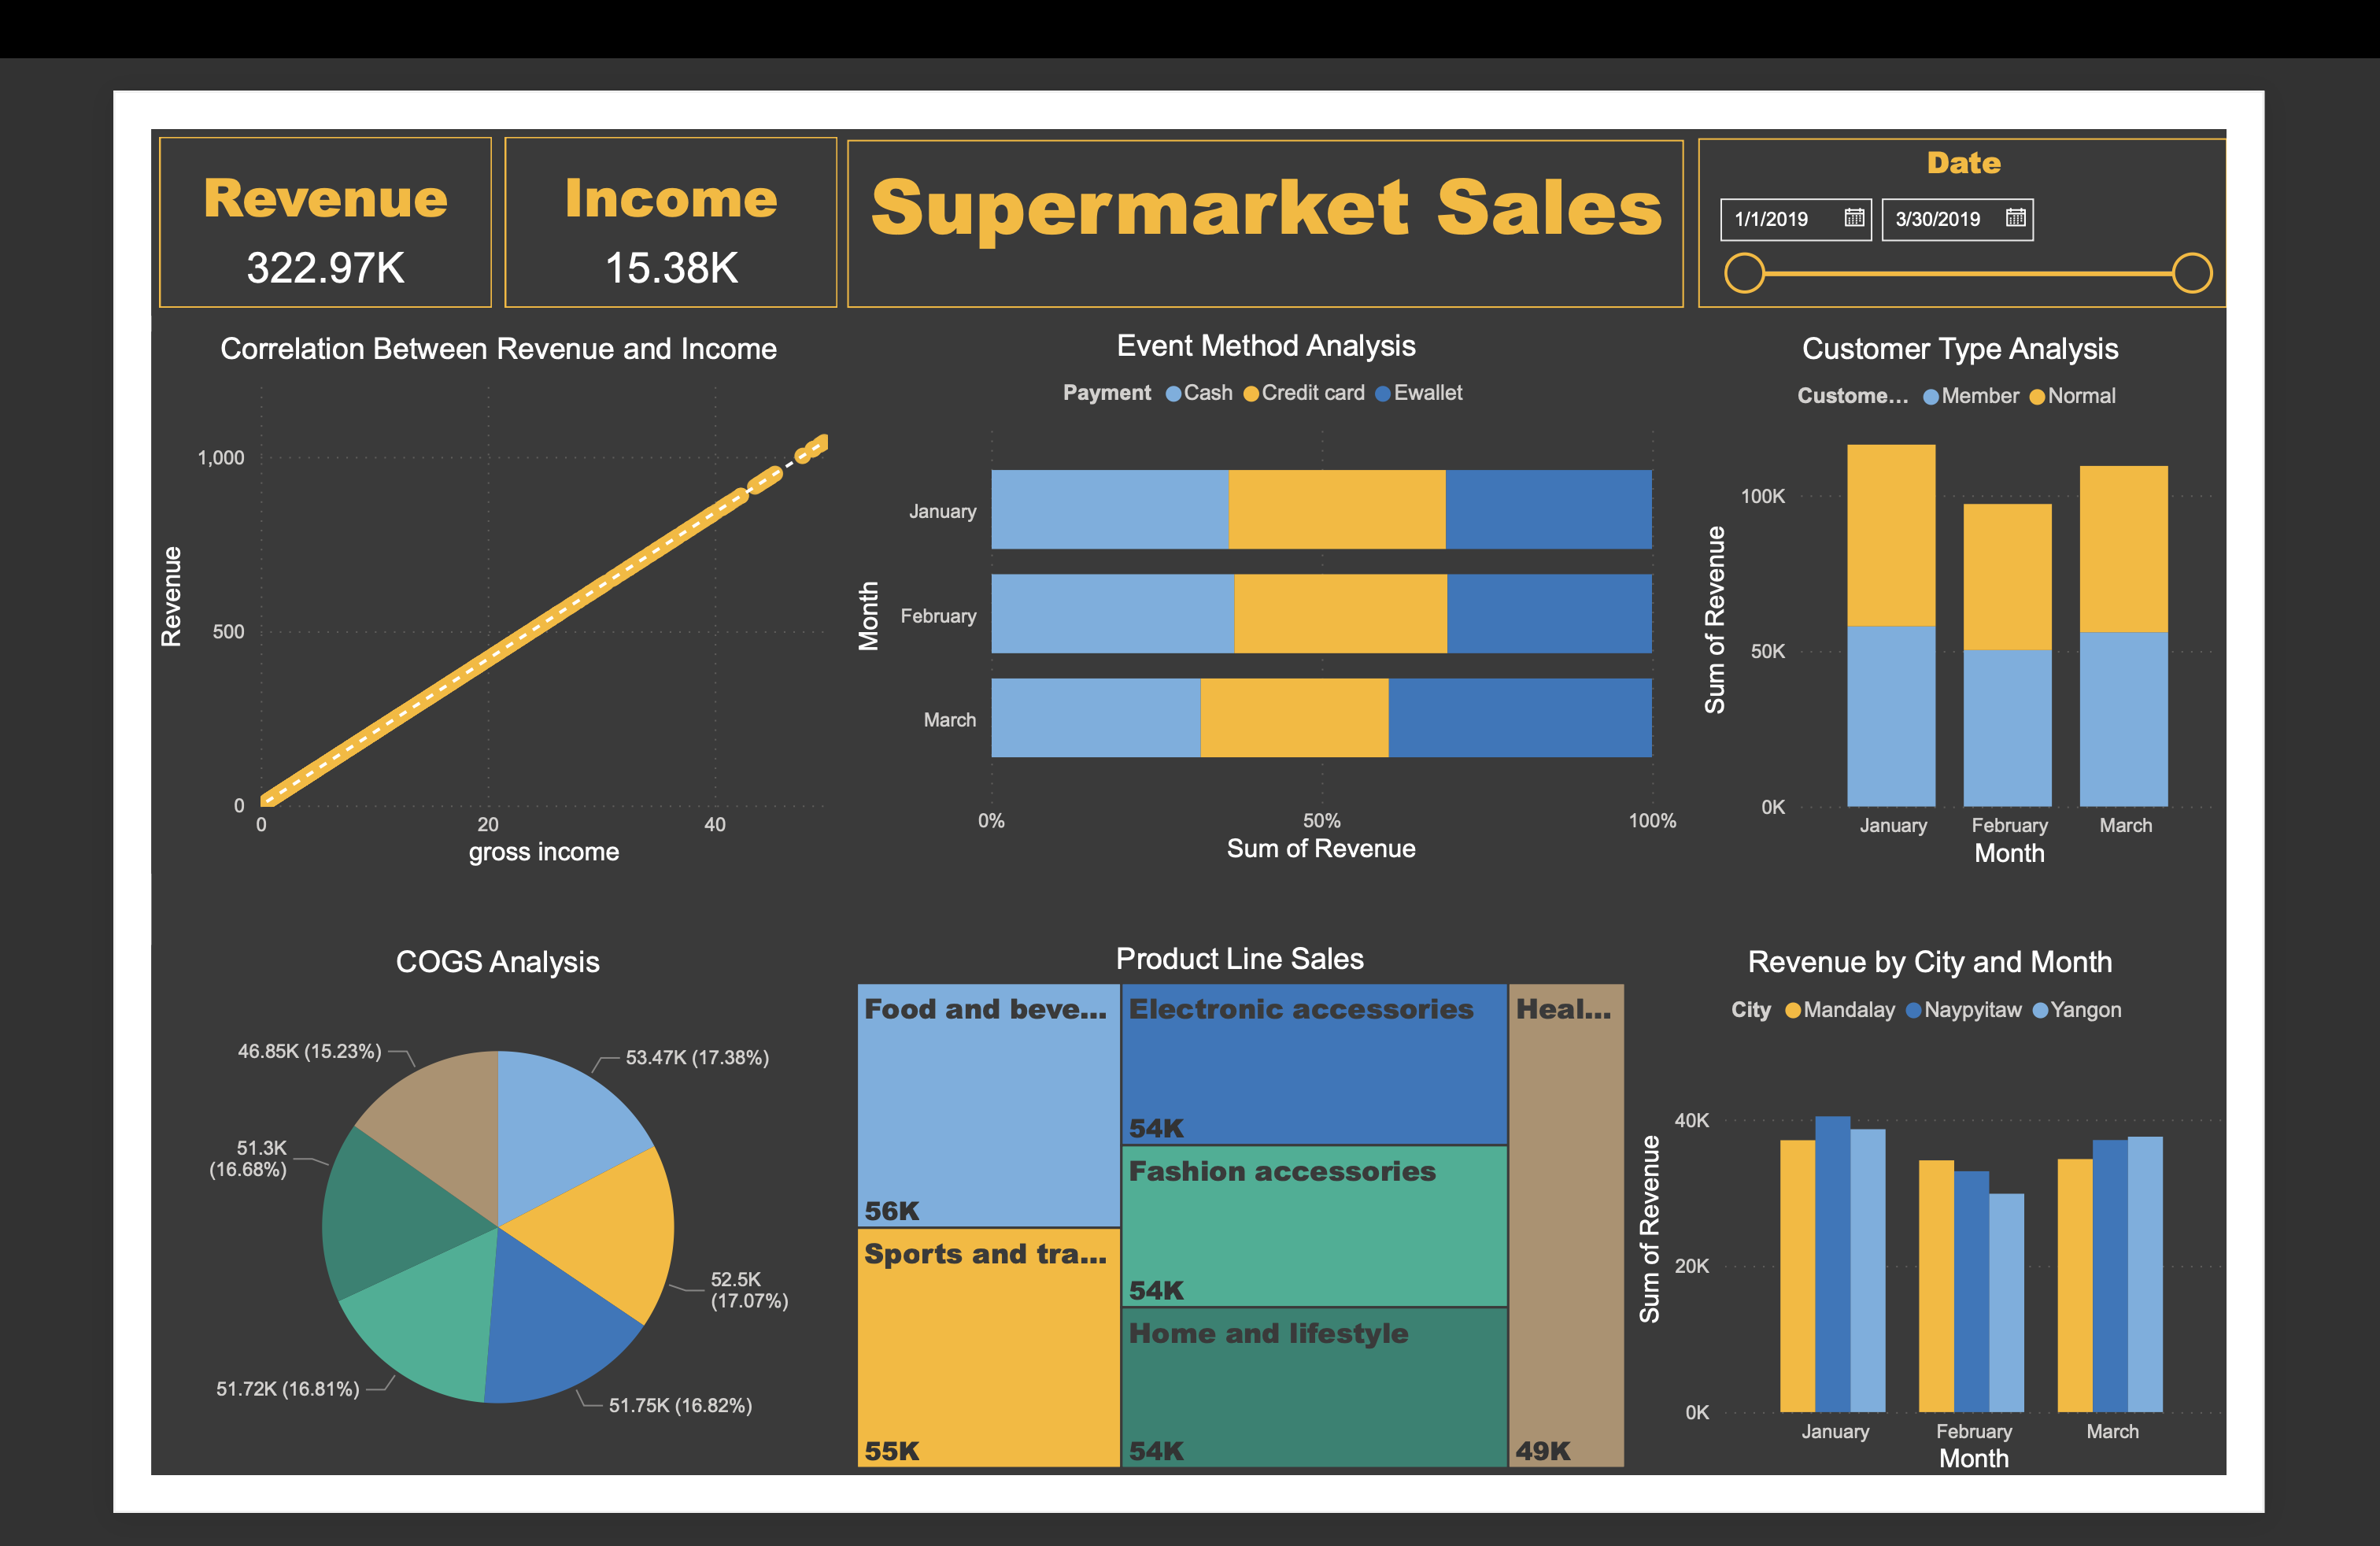 Revenue
322.97K
Income
15.38K
Supermarket Sales
Date
1/1/2019
3/30/2019
Correlation Between Revenue and Income
Revenue
1,000
500
0
0 20 40
gross income
Event Method Analysis
Payment Cash Credit card Ewallet
Month
January
February
March
0% 50% 100%
Sum of Revenue
Customer Type Analysis
Custome... Member Normal
Sum of Revenue
100K
50K
0K
January February March
Month
COGS Analysis
46.85K (15.23%)
53.47K (17.38%)
51.3K
(16.68%)
52.5K
(17.07%)
51.72K (16.81%)
51.75K (16.82%)
Product Line Sales
Food and beve...
56K
Sports and tra...
55K
Electronic accessories
54K
Fashion accessories
54K
Home and lifestyle
54K
Heal...
49K
Revenue by City and Month
City Mandalay Naypyitaw Yangon
Sum of Revenue
40K
20K
0K
January February March
Month